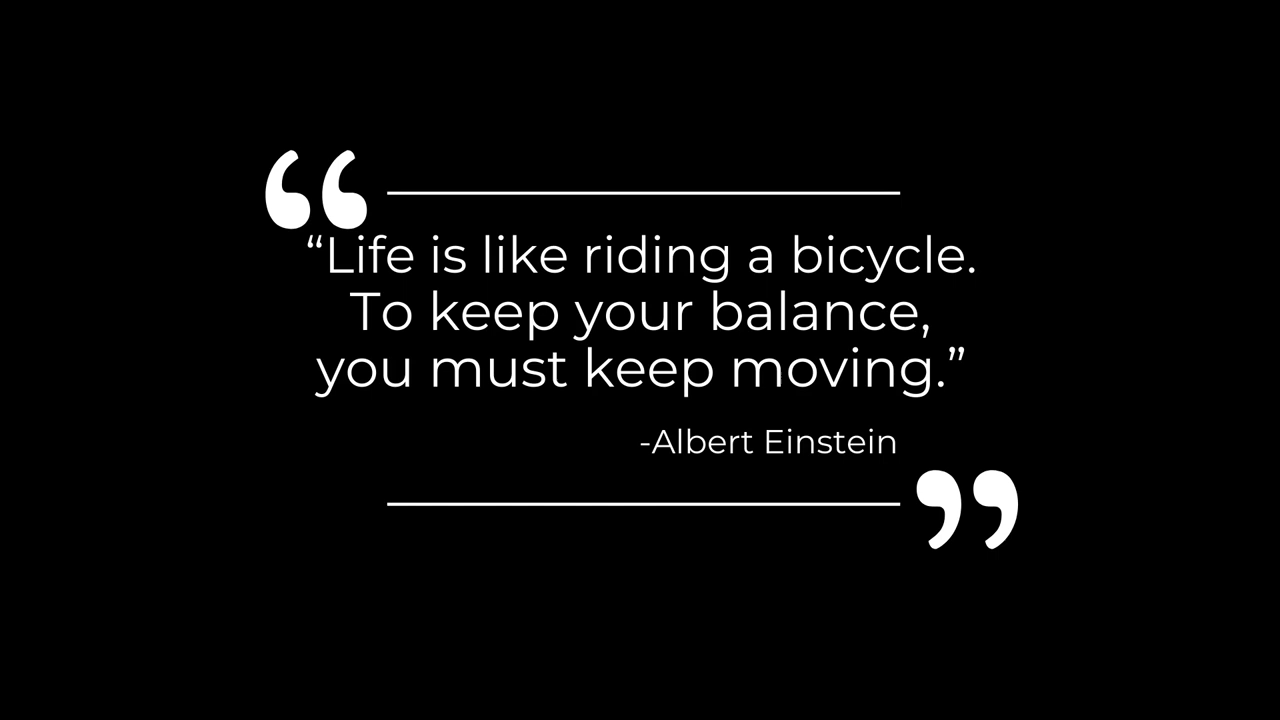 “Life is like riding a bicycle.
To keep your balance,
you must keep moving.”
-Albert Einstein